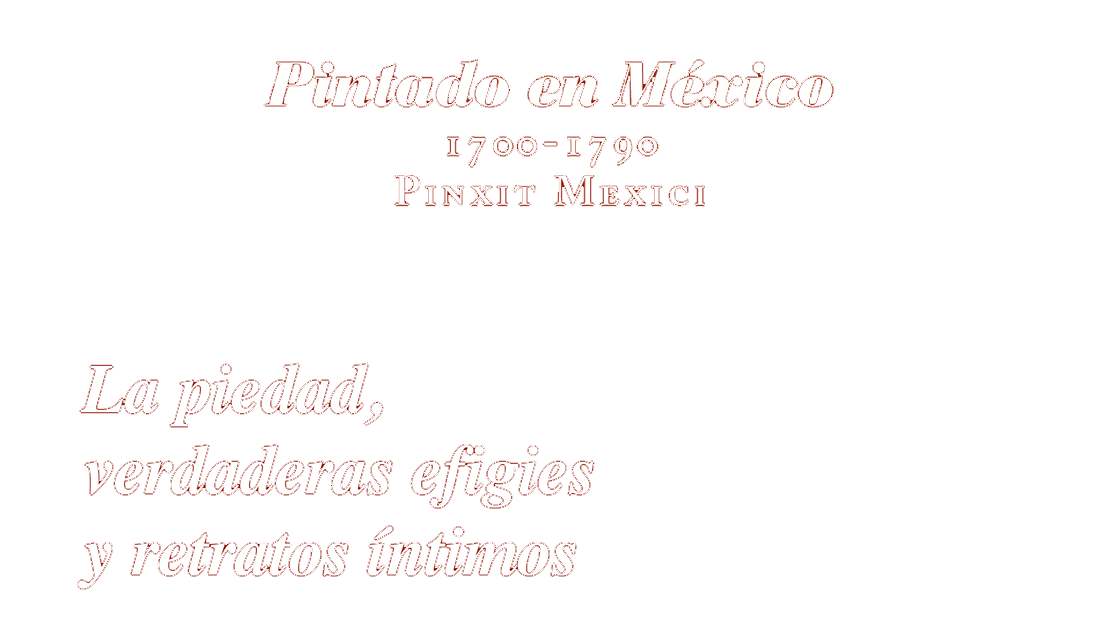 Pintado en México
1700-1790
Pinxit Mexici
La piedad,
verdaderas efigies
y retratos íntimos